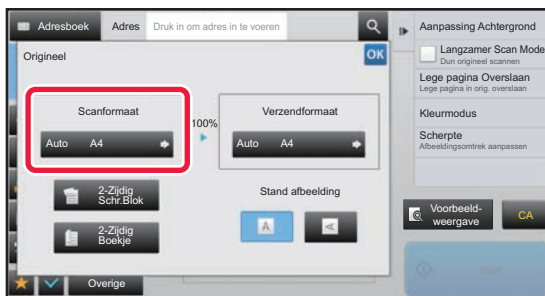 Adresboek
Adres
Druk in om adres in te voeren
Origineel
OK
Scanformaat
Auto A4
100%
Verzendformaat
Auto A4
2-Zijdig
Schr.Blok
2-Zijdig
Boekje
Stand afbeelding
A
A
Overige
Aanpassing Achtergrond
Langzamer Scan Mode
Dun origineel scannen
Lege pagina Overslaan
Lege pagina in orig. overslaan
Kleurmodus
Scherpte
Afbeeldingsomtrek aanpassen
Voorbeeld-
weergave
CA
Start